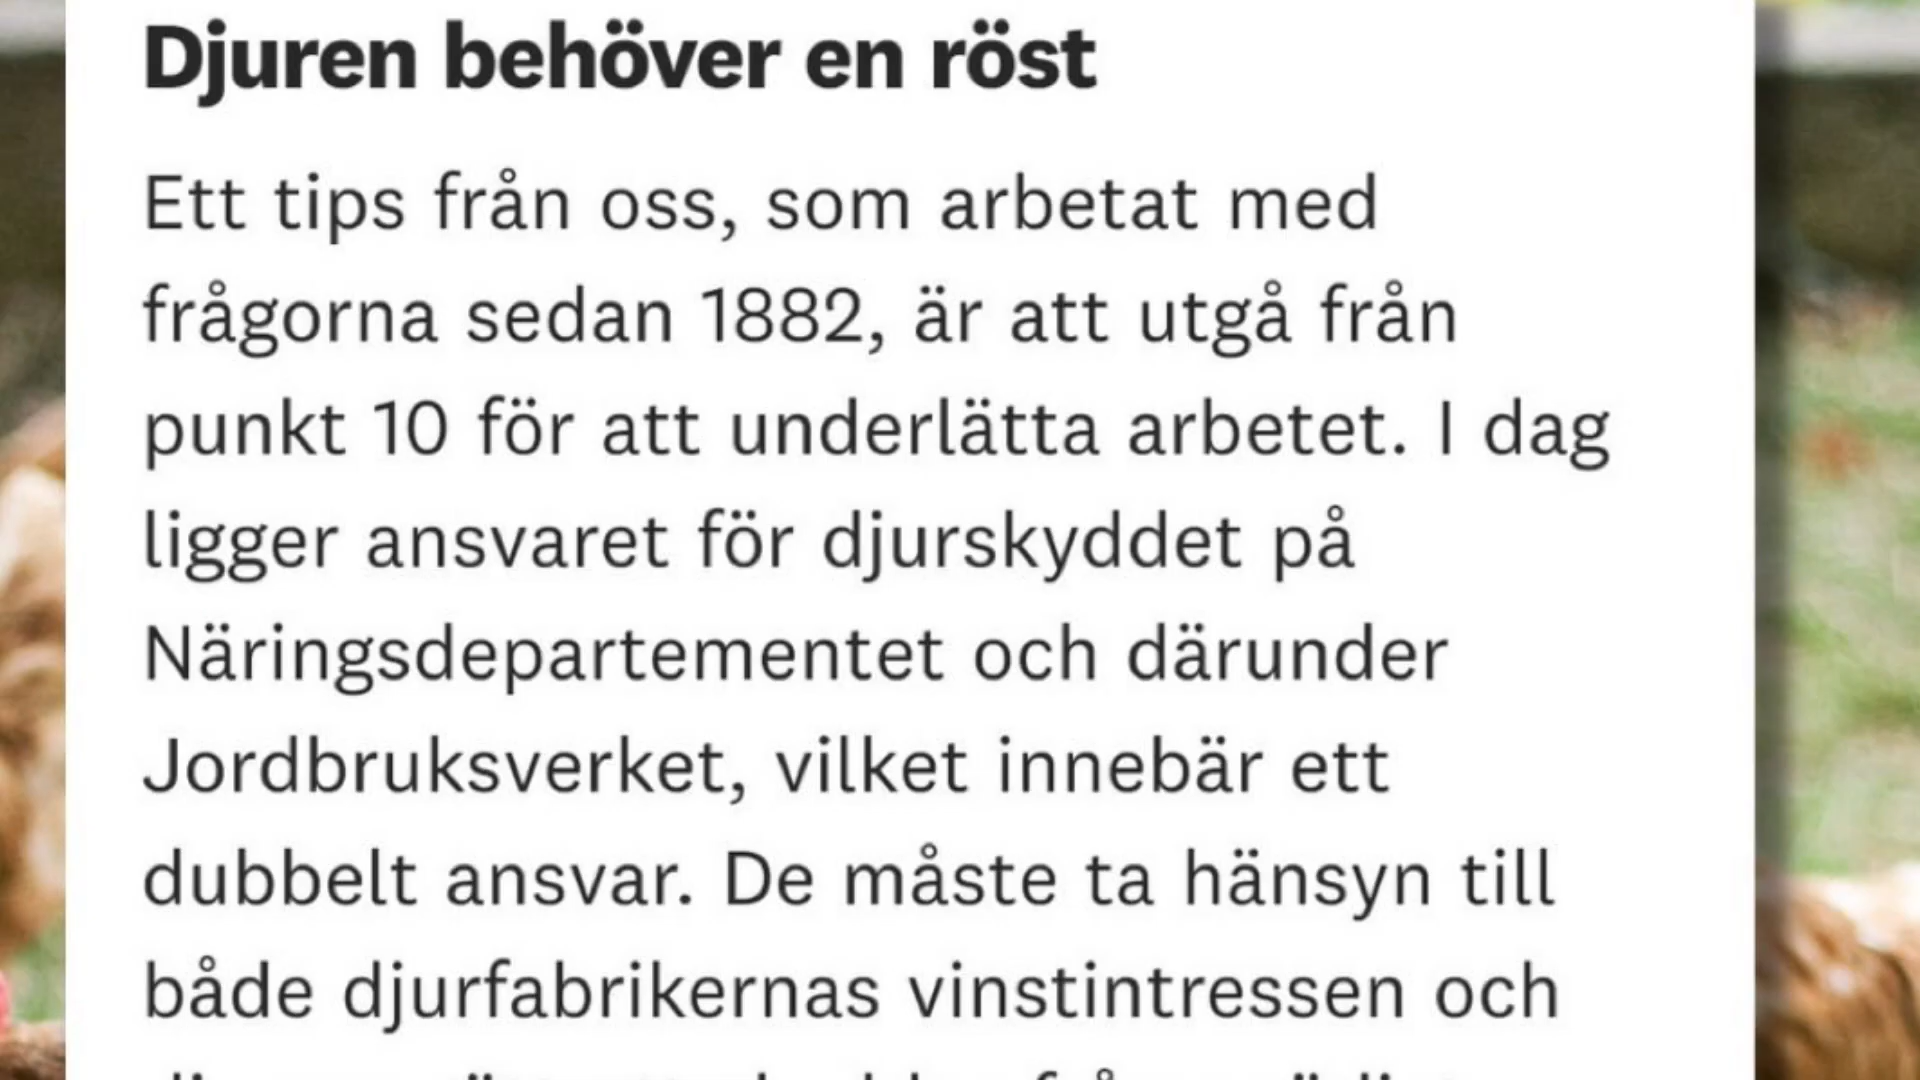 Djuren behöver en röst
Ett tips från oss, som arbetat med
frågorna sedan 1882, är att utgå från
punkt 10 för att underlätta arbetet. I dag
ligger ansvaret för djurskyddet på
Näringsdepartementet och därunder
Jordbruksverket, vilket innebär ett
dubbelt ansvar. De måste ta hänsyn till
både djurfabrikernas vinstintressen och